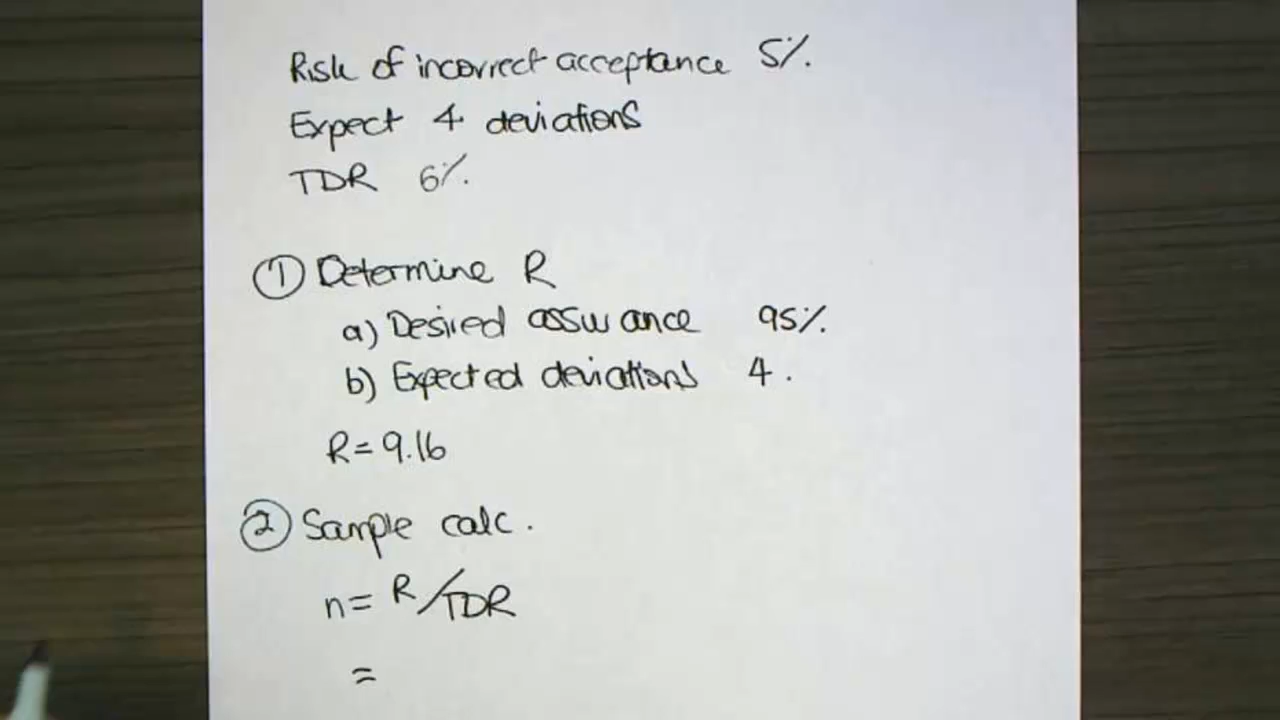 Risk of incorrect acceptance 5%.
Expect 4 deviations
TDR 6%.
① Determine R
a) Desired assurance 95%.
b) Expected deviations 4.
R = 9.16
② Sample calc.
n = R/TDR
=